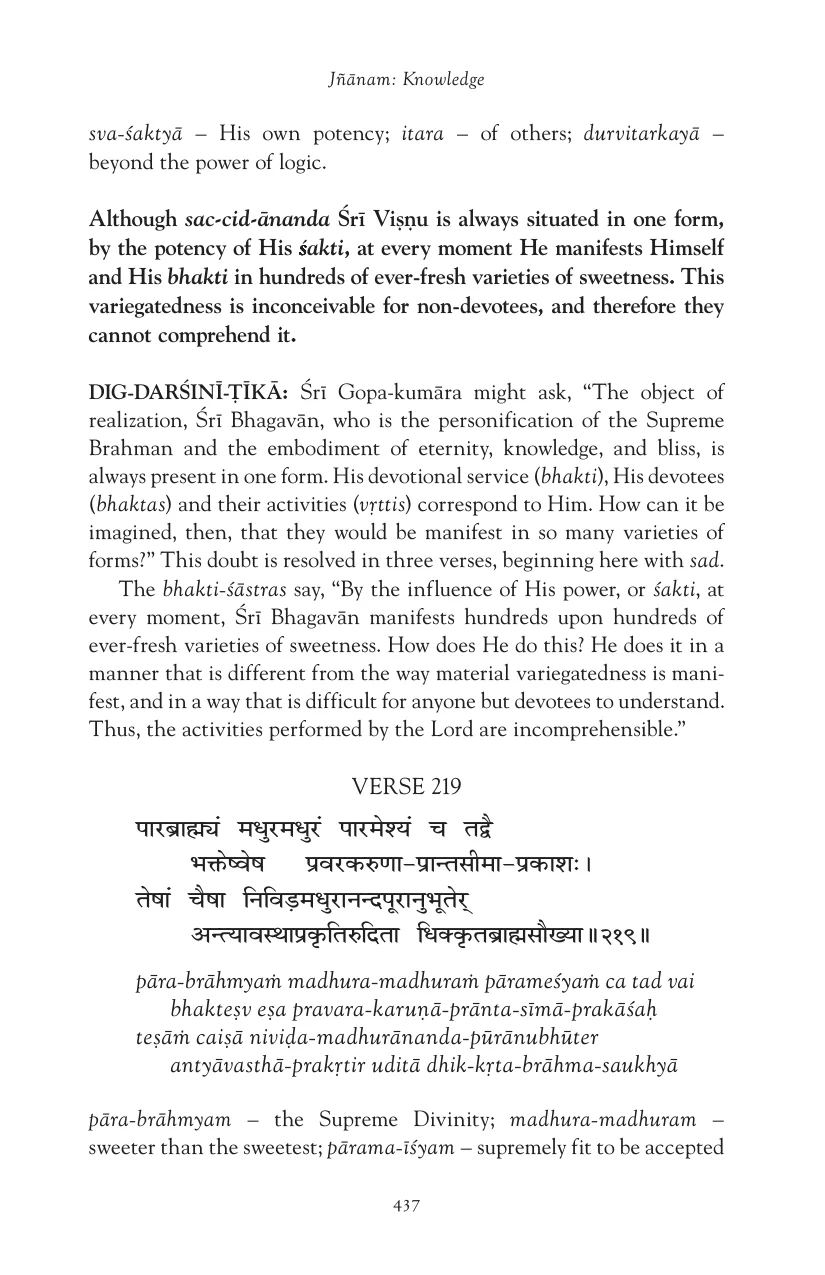 Jñānam: Knowledge
sva-śaktyā – His own potency; itara – of others; durvitarkayā –
beyond the power of logic.
Although sac-cid-ānanda Śrī Viṣṇu is always situated in one form,
by the potency of His śakti, at every moment He manifests Himself
and His bhakti in hundreds of ever-fresh varieties of sweetness. This
variegatedness is inconceivable for non-devotees, and therefore they
cannot comprehend it.
DIG-DARŚINĪ-ṬĪKĀ: Śrī Gopa-kumāra might ask, “The object of
realization, Śrī Bhagavān, who is the personification of the Supreme
Brahman and the embodiment of eternity, knowledge, and bliss, is
always present in one form. His devotional service (bhakti), His devotees
(bhaktas) and their activities (vṛttis) correspond to Him. How can it be
imagined, then, that they would be manifest in so many varieties of
forms?” This doubt is resolved in three verses, beginning here with sad.
The bhakti-śāstras say, “By the influence of His power, or śakti, at
every moment, Śrī Bhagavān manifests hundreds upon hundreds of
ever-fresh varieties of sweetness. How does He do this? He does it in a
manner that is different from the way material variegatedness is mani-
fest, and in a way that is difficult for anyone but devotees to understand.
Thus, the activities performed by the Lord are incomprehensible.”
VERSE 219
पारब्राह्म्यं मधुरमधुरं पारमेश्यं च तद्वै
भक्तेष्वेष प्रवरकरुणा-प्रान्तसीमा-प्रकाशः।
तेषां चैषा निविड़मधुरानन्दपूरानुभूतेर्
अन्त्यावस्थाप्रकृतिरुदिता धिक्कृतब्राह्मसौख्या॥२१९॥
pāra-brāhmyaṁ madhura-madhuraṁ pārameśyaṁ ca tad vai
bhakteṣv eṣa pravara-karuṇā-prānta-sīmā-prakāśaḥ
teṣāṁ caiṣā niviḍa-madhurānanda-pūrānubhūter
antyāvasthā-prakṛtir uditā dhik-kṛta-brāhma-saukhyā
pāra-brāhmyam – the Supreme Divinity; madhura-madhuram –
sweeter than the sweetest; pārama-īśyam – supremely fit to be accepted
437